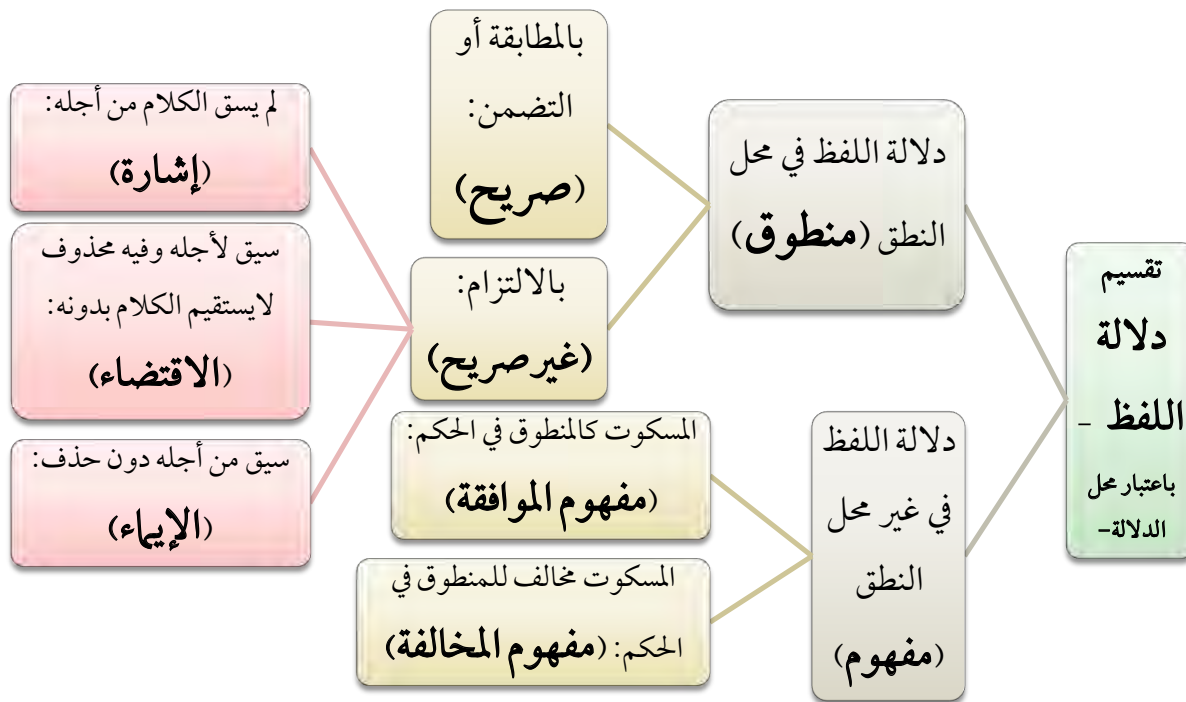 تقسيم
دلالة
اللفظ –
باعتبار محل
الدلالة–
دلالة اللفظ في محل
النطق (منطوق)
بالمطابقة أو
التضمن:
(صريح)
بالالتزام:
(غير صريح)
لم يسق الكلام من أجله:
(إشارة)
سيق لأجله وفيه محذوف
لايستقيم الكلام بدونه:
(الاقتضاء)
سيق من أجله دون حذف:
(الإيماء)
دلالة اللفظ
في غير محل
النطق
(مفهوم)
المسكوت كالمنطوق في الحكم:
(مفهوم الموافقة)
المسكوت مخالف للمنطوق في
الحكم: (مفهوم المخالفة)